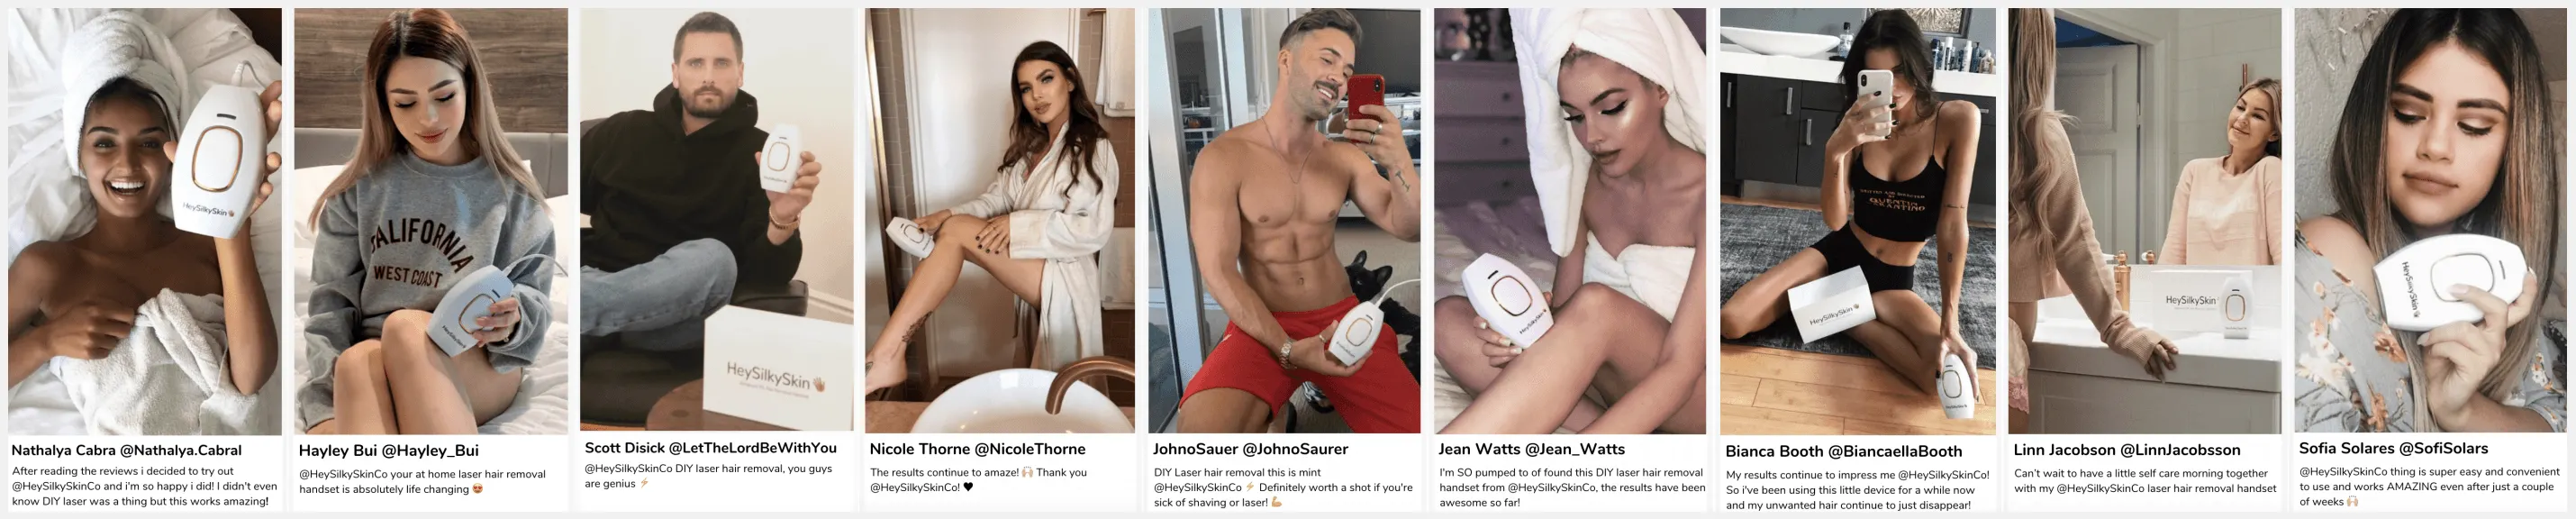 HeySilkySkin
Nathalya Cabra @Nathalya.Cabral
After reading the reviews i decided to try out
@HeySilkySkinCo and i'm so happy i did! I didn't even
know DIY laser was a thing but this works amazing!
CALIFORNIA
WEST COAST
HeySilkySkin
Hayley Bui @Hayley_Bui
@HeySilkySkinCo your at home laser hair removal
handset is absolutely life changing 😍
HeySilkySkin
Scott Disick @LetTheLordBeWithYou
@HeySilkySkinCo DIY laser hair removal, you guys
are genius ⚡
HeySilkySkin
Nicole Thorne @NicoleThorne
The results continue to amaze! 🙌🏼 Thank you
@HeySilkySkinCo! 🖤
JohnoSauer @JohnoSaurer
DIY Laser hair removal this is mint
@HeySilkySkinCo ⚡ Definitely worth a shot if you're
sick of shaving or laser! 💪🏼
HeySilkySkin
Jean Watts @Jean_Watts
I'm SO pumped to of found this DIY laser hair removal
handset from @HeySilkySkinCo, the results have been
awesome so far!
QUENTIN
TARANTINO
HeySilkySkin
Bianca Booth @BiancaellaBooth
My results continue to impress me @HeySilkySkinCo!
So i've been using this little device for a while now
and my unwanted hair continue to just disappear!
HeySilkySkin
Linn Jacobson @LinnJacobsson
Can't wait to have a little self care morning together
with my @HeySilkySkinCo laser hair removal handset
HeySilkySkin
Sofia Solares @SofiSolars
@HeySilkySkinCo thing is super easy and convenient
to use and works AMAZING even after just a couple
of weeks 🙌🏼